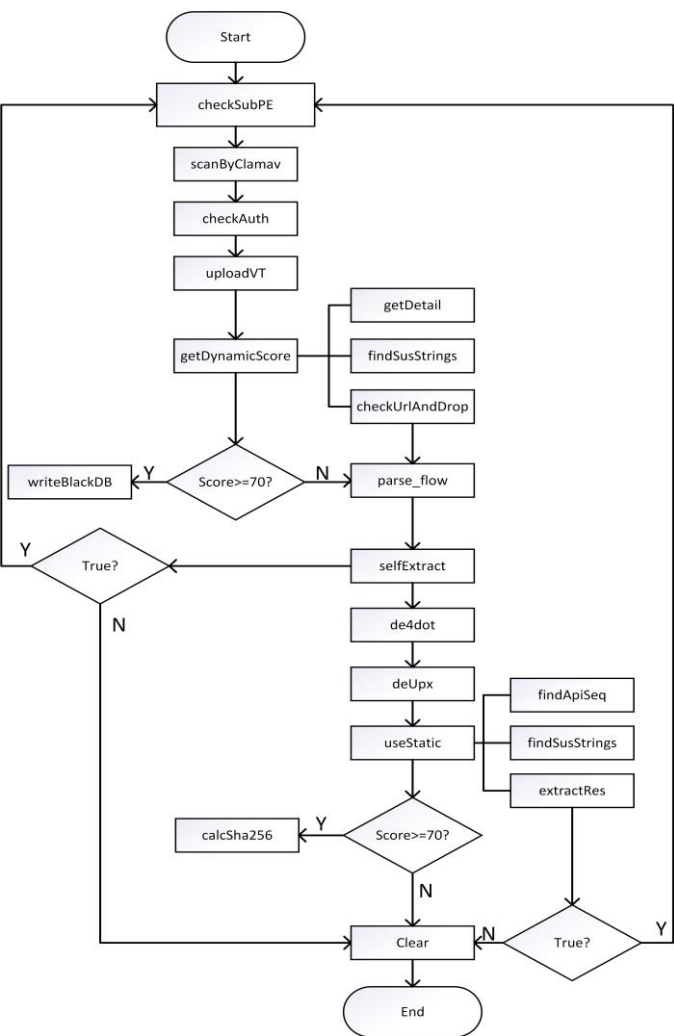 Start
checkSubPE
scanByClamav
checkAuth
uploadVT
getDetail
getDynamicScore
findSusStrings
checkUrlAndDrop
writeBlackDB
Y
Score>=70?
N
parse_flow
Y
True?
selfExtract
N
de4dot
deUpx
findApiSeq
useStatic
findSusStrings
extractRes
calcSha256
Y
Score>=70?
N
Clear
N
True?
Y
End